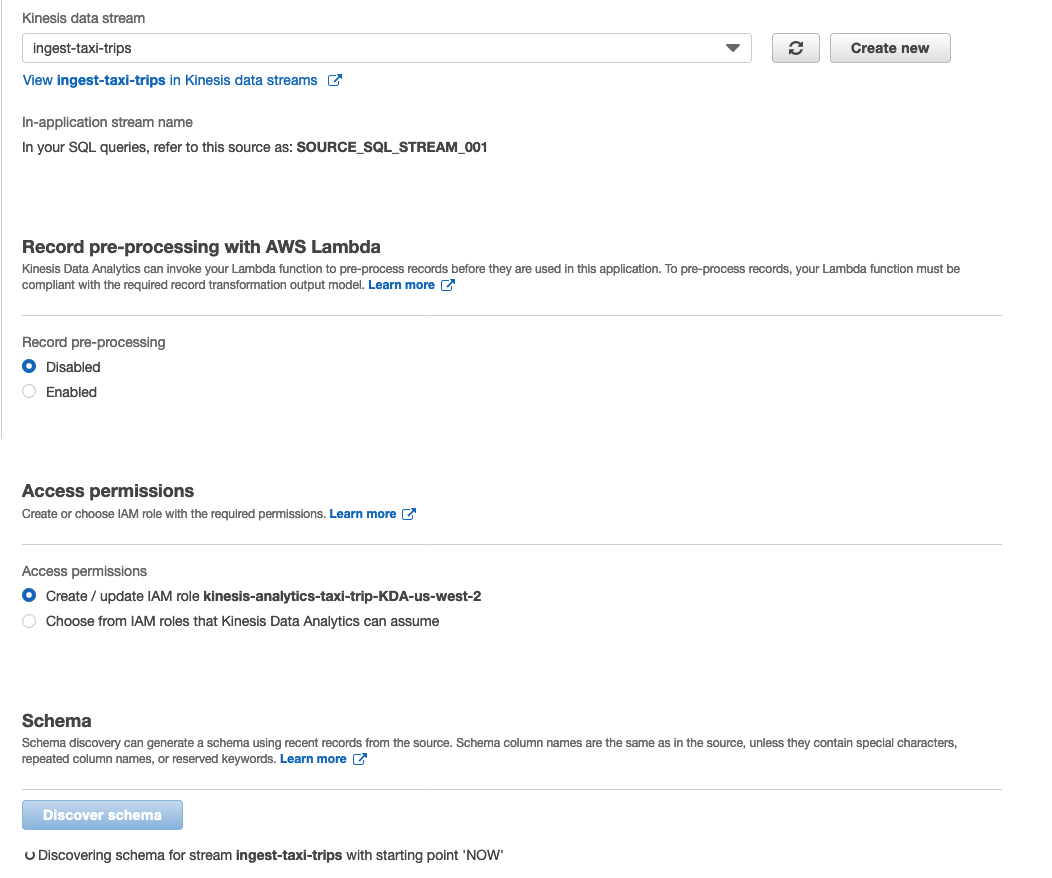 Kinesis data stream
ingest-taxi-trips
Create new
View ingest-taxi-trips in Kinesis data streams
In-application stream name
In your SQL queries, refer to this source as: SOURCE_SQL_STREAM_001
Record pre-processing with AWS Lambda
Kinesis Data Analytics can invoke your Lambda function to pre-process records before they are used in this application. To pre-process records, your Lambda function must be
compliant with the required record transformation output model. Learn more
Record pre-processing
Disabled
Enabled
Access permissions
Create or choose IAM role with the required permissions. Learn more
Access permissions
Create / update IAM role kinesis-analytics-taxi-trip-KDA-us-west-2
Choose from IAM roles that Kinesis Data Analytics can assume
Schema
Schema discovery can generate a schema using recent records from the source. Schema column names are the same as in the source, unless they contain special characters,
repeated column names, or reserved keywords. Learn more
Discover schema
Discovering schema for stream ingest-taxi-trips with starting point 'NOW'